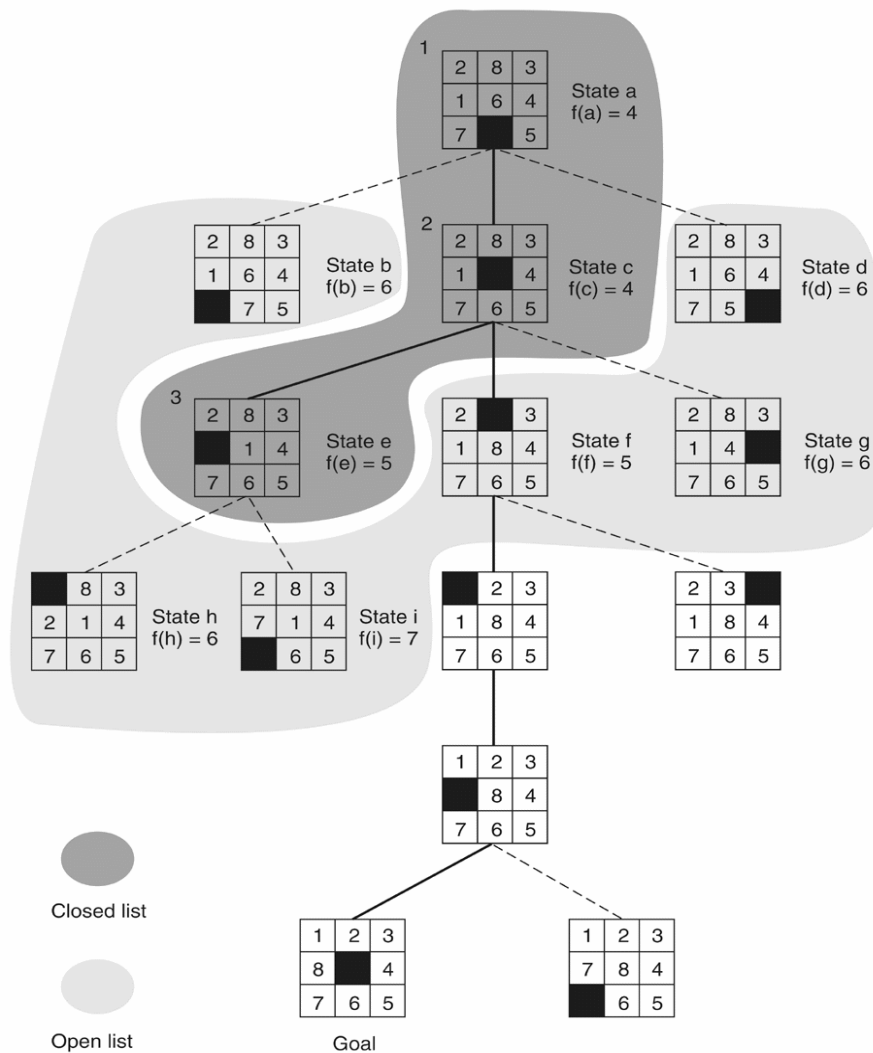 1
2 8 3
1 6 4
7 5
State a
f(a) = 4
2 8 3
1 6 4
7 5
State b
f(b) = 6
2
2 8 3
1 4
7 6 5
State c
f(c) = 4
2 8 3
1 6 4
7 5
State d
f(d) = 6
3
2 8 3
1 4
7 6 5
State e
f(e) = 5
2 3
1 8 4
7 6 5
State f
f(f) = 5
2 8 3
1 4
7 6 5
State g
f(g) = 6
8 3
2 1 4
7 6 5
State h
f(h) = 6
2 8 3
7 1 4
6 5
State i
f(i) = 7
2 3
1 8 4
7 6 5
2 3
1 8 4
7 6 5
1 2 3
8 4
7 6 5
Closed list
Open list
1 2 3
8 4
7 6 5
Goal
1 2 3
7 8 4
6 5